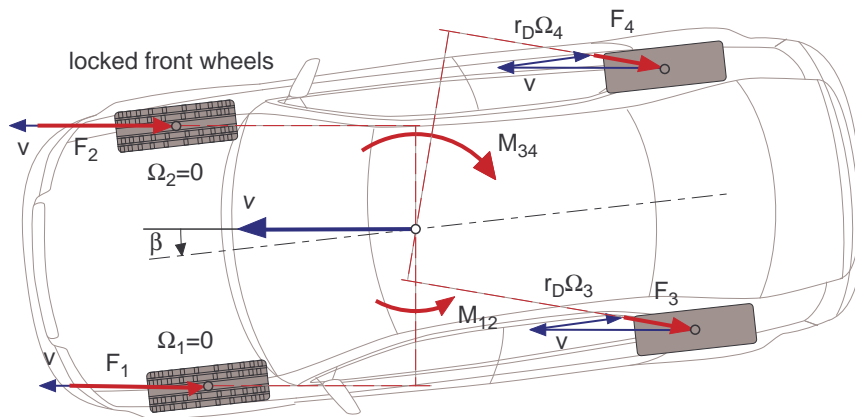 r_DΩ_4
F_4
locked front wheels
v
F_2
v
M_34
Ω_2=0
v
β
r_DΩ_3
F_3
M_12
Ω_1=0
v
v
F_1